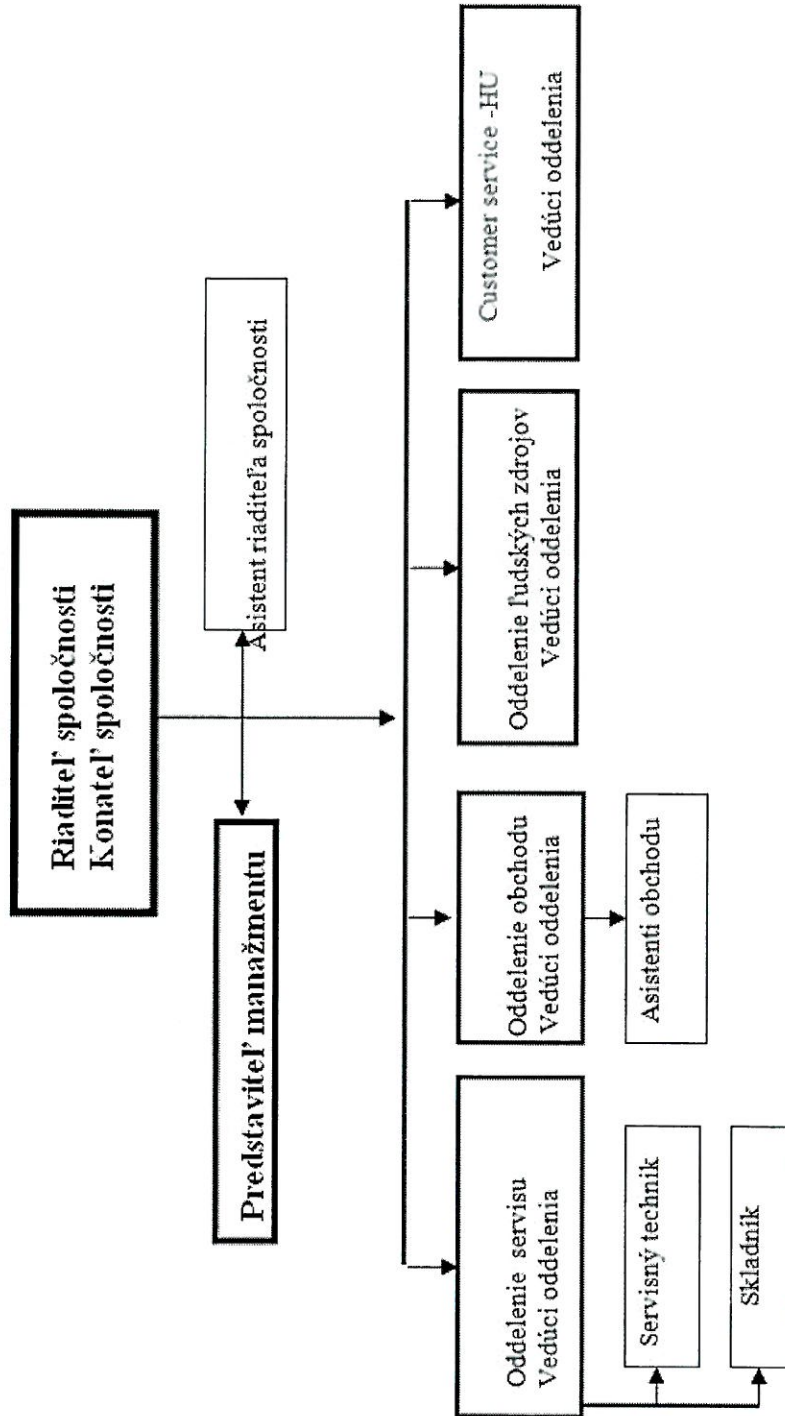 Riaditeľ spoločnosti
Konateľ spoločnosti
Predstaviteľ manažmentu
Asistent riaditeľa spoločnosti
Oddelenie servisu
Vedúci oddelenia
Oddelenie obchodu
Vedúci oddelenia
Oddelenie ľudských zdrojov
Vedúci oddelenia
Customer service -HU
Vedúci oddelenia
Servisný technik
Asistenti obchodu
Skladník